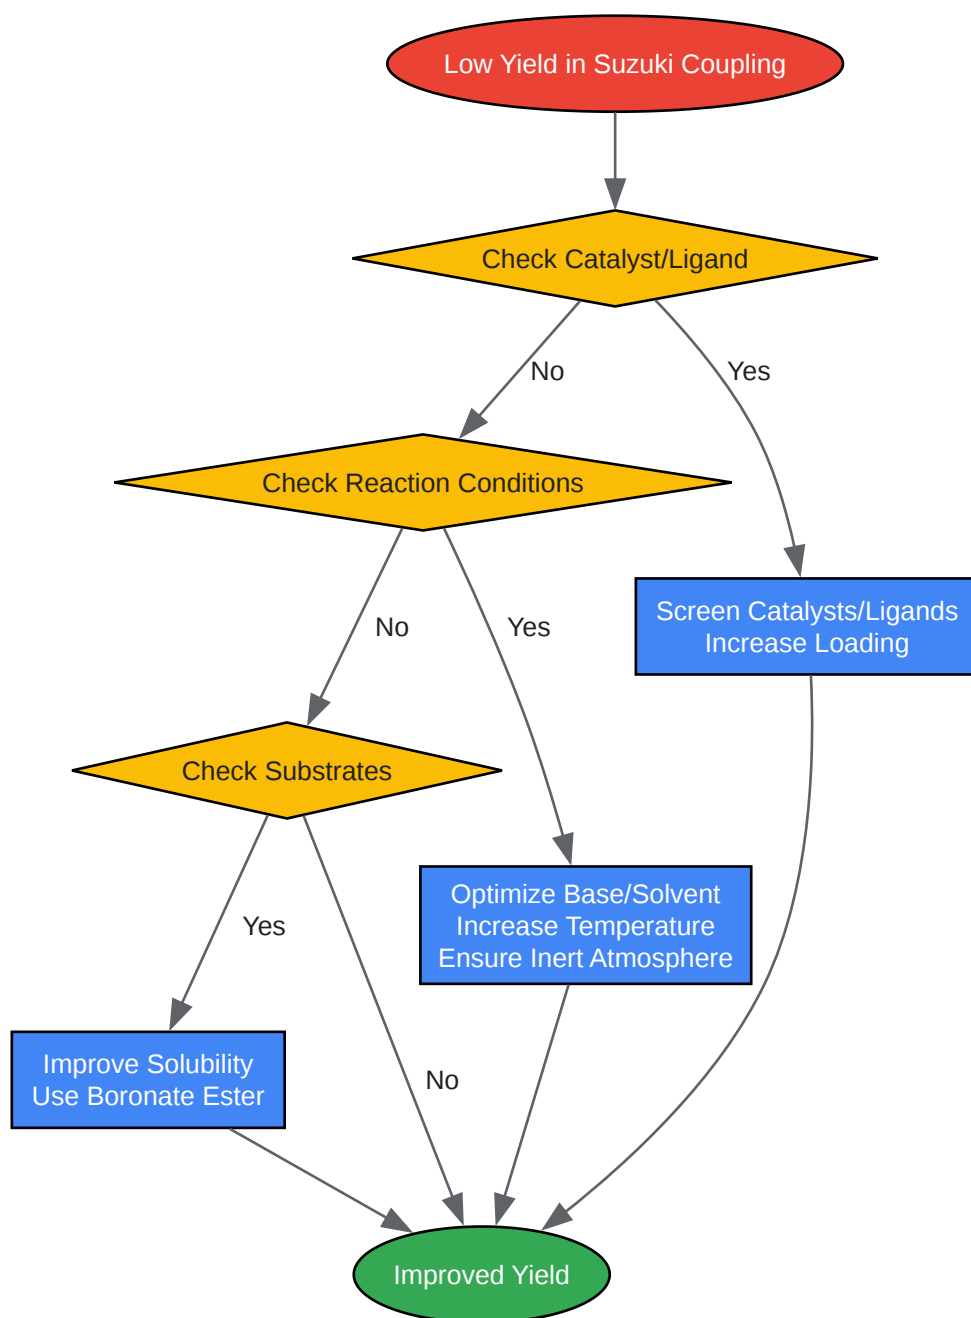 Low Yield in Suzuki Coupling
Check Catalyst/Ligand
No
Yes
Check Reaction Conditions
Screen Catalysts/Ligands
Increase Loading
No
Yes
Check Substrates
Optimize Base/Solvent
Increase Temperature
Ensure Inert Atmosphere
Yes
Improve Solubility
Use Boronate Ester
No
Improved Yield